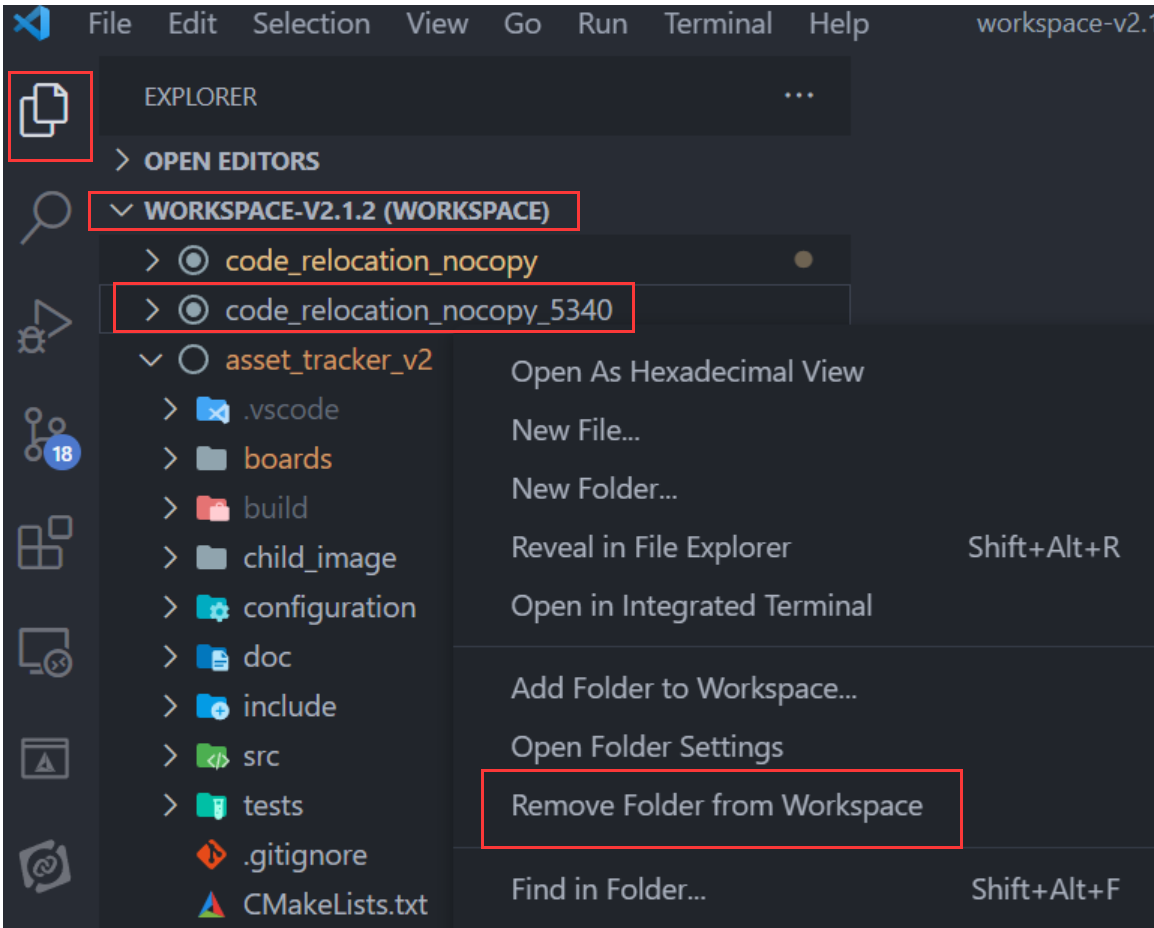 File Edit Selection View Go Run Terminal Help workspace-v2.
EXPLORER ...
OPEN EDITORS
WORKSPACE-V2.1.2 (WORKSPACE)
code_relocation_nocopy
code_relocation_nocopy_5340
asset_tracker_v2
.vscode
boards
18
build
child_image
configuration
doc
include
src
tests
.gitignore
CMakeLists.txt
Open As Hexadecimal View
New File...
New Folder...
Reveal in File Explorer Shift+Alt+R
Open in Integrated Terminal
Add Folder to Workspace...
Open Folder Settings
Remove Folder from Workspace
Find in Folder... Shift+Alt+F